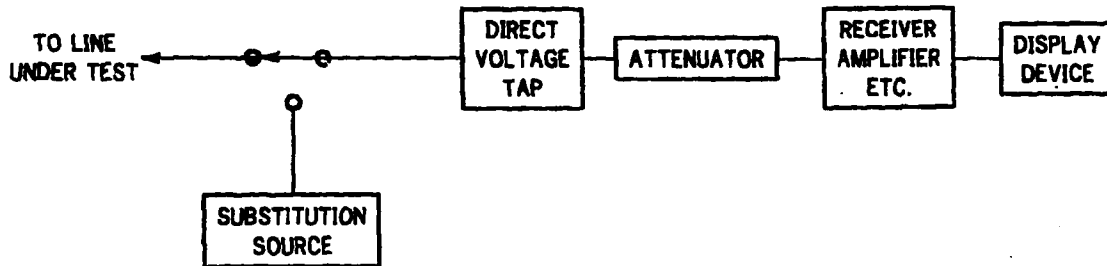 TO LINE
UNDER TEST
DIRECT
VOLTAGE
TAP
ATTENUATOR
RECEIVER
AMPLIFIER
ETC.
DISPLAY
DEVICE
SUBSTITUTION
SOURCE